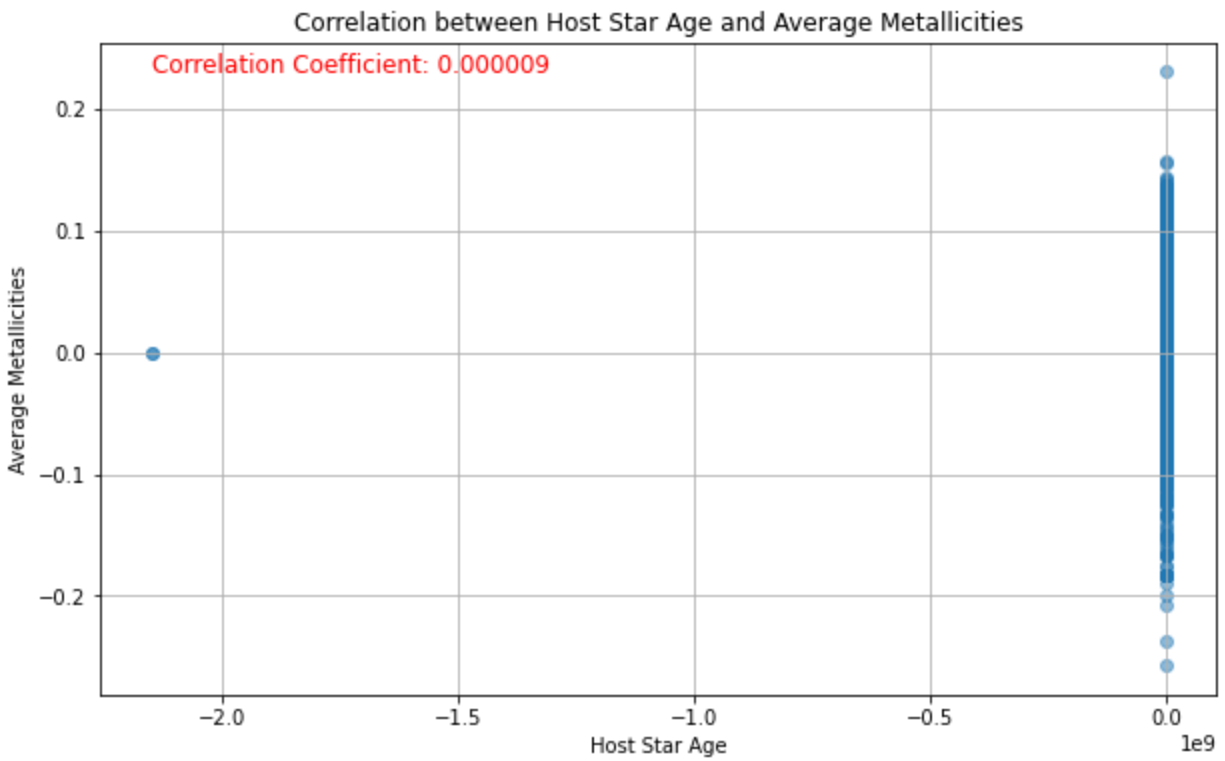 Correlation between Host Star Age and Average Metallicities
Correlation Coefficient: 0.000009
Average Metallicities
0.2
0.1
0.0
−0.1
−0.2
−2.0 −1.5 −1.0 −0.5 0.0
1e9
Host Star Age